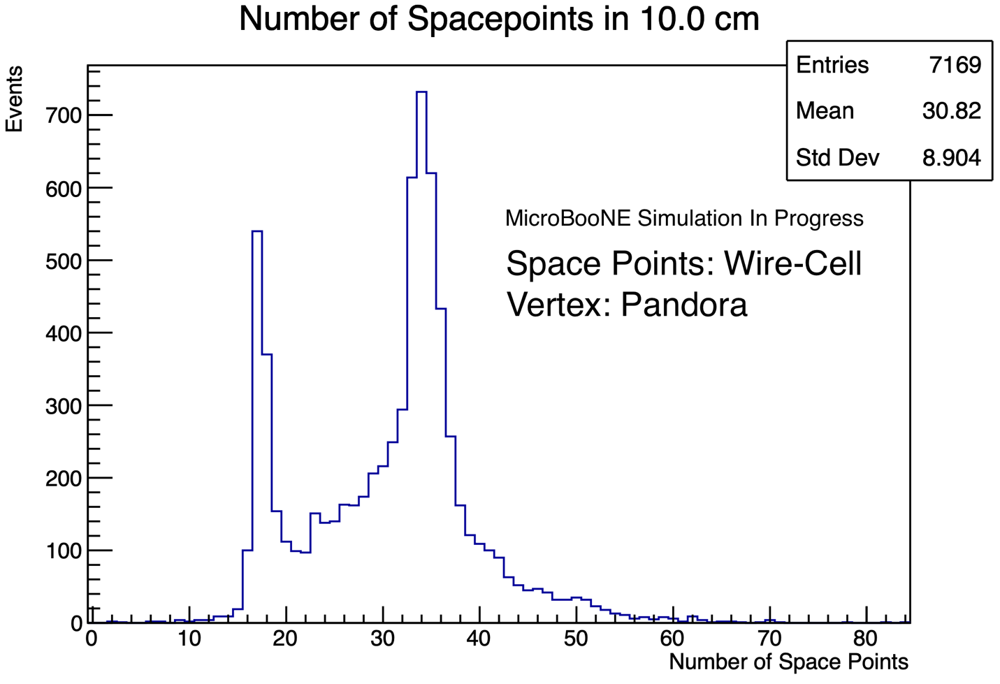 Number of Spacepoints in 10.0 cm
Entries 7169
Mean 30.82
Std Dev 8.904
Events
700
600
500
400
300
200
100
0
MicroBooNE Simulation In Progress
Space Points: Wire-Cell
Vertex: Pandora
0 10 20 30 40 50 60 70 80
Number of Space Points